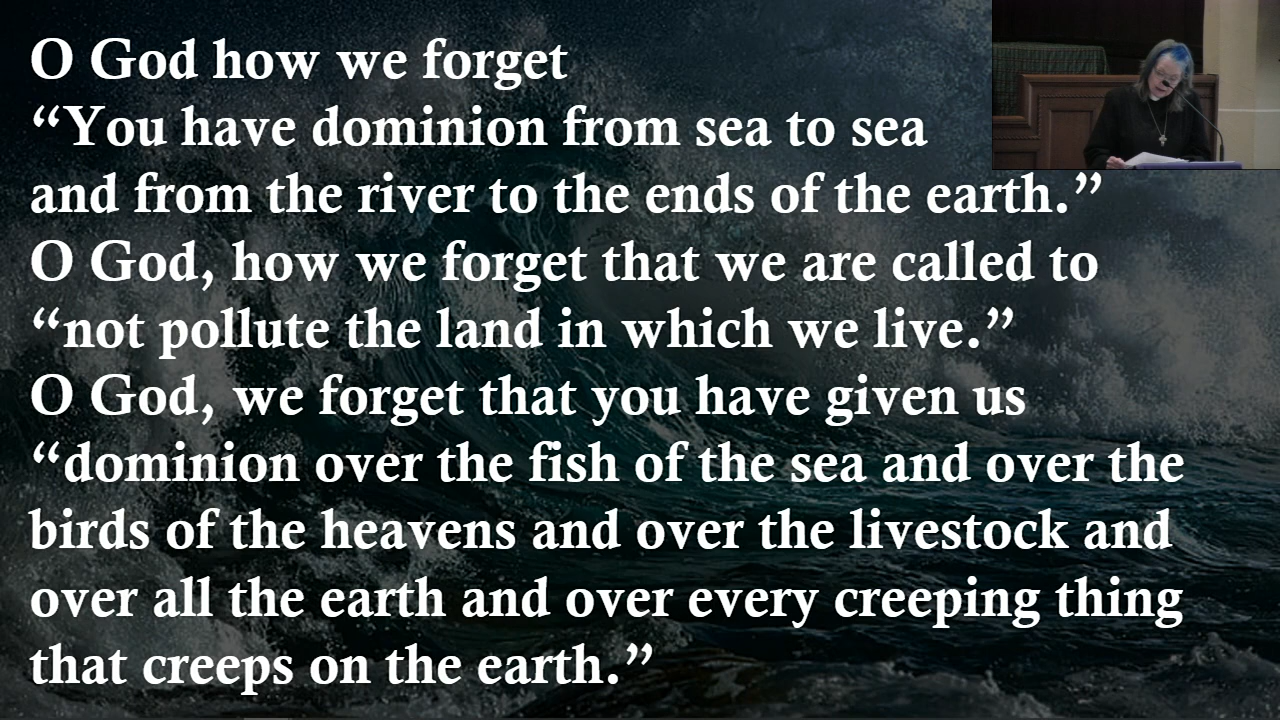 O God how we forget
“You have dominion from sea to sea
and from the river to the ends of the earth.”
O God, how we forget that we are called to
“not pollute the land in which we live.”
O God, we forget that you have given us
“dominion over the fish of the sea and over the
birds of the heavens and over the livestock and
over all the earth and over every creeping thing
that creeps on the earth.”